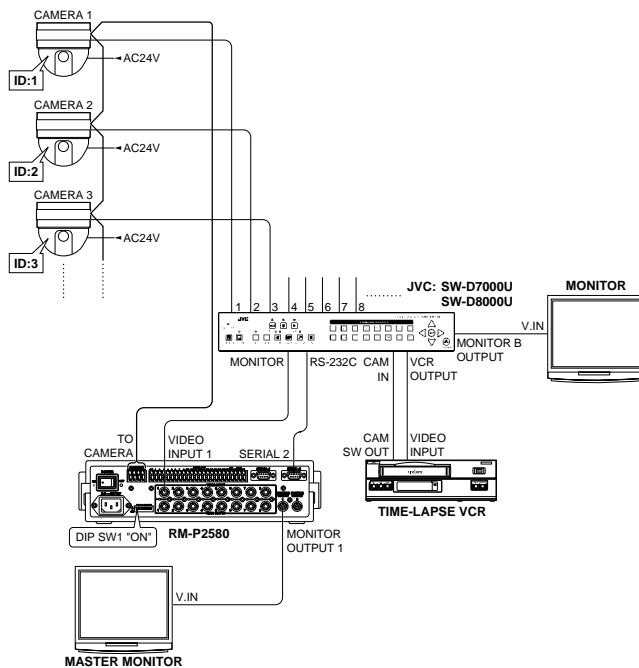 CAMERA 1
AC24V
ID:1
CAMERA 2
AC24V
ID:2
CAMERA 3
AC24V
ID:3
1 2 3 4 5 6 7 8
JVC: SW-D7000U
SW-D8000U
MONITOR
JVC
V.IN
MONITOR B
OUTPUT
MONITOR
RS-232C
CAM
IN
VCR
OUTPUT
TO
CAMERA
VIDEO
INPUT 1
SERIAL 2
CAM
SW OUT
VIDEO
INPUT
TIME-LAPSE VCR
DIP SW1 "ON"
RM-P2580
MONITOR
OUTPUT 1
V.IN
MASTER MONITOR